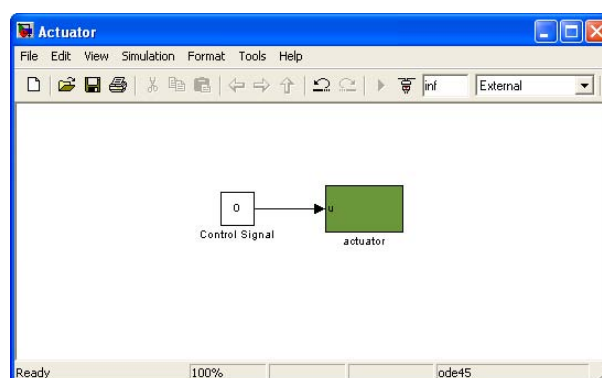 Actuator
File Edit View Simulation Format Tools Help
inf External
0
u
Control Signal
actuator
Ready 100% ode45